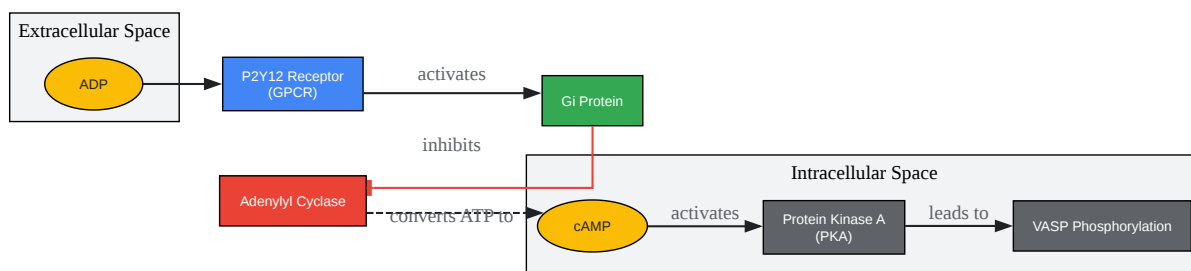 Extracellular Space
ADP
P2Y12 Receptor
(GPCR)
activates
Gi Protein
inhibits
Intracellular Space
Adenylyl Cyclase
converts ATP to
cAMP
activates
Protein Kinase A
(PKA)
leads to
VASP Phosphorylation